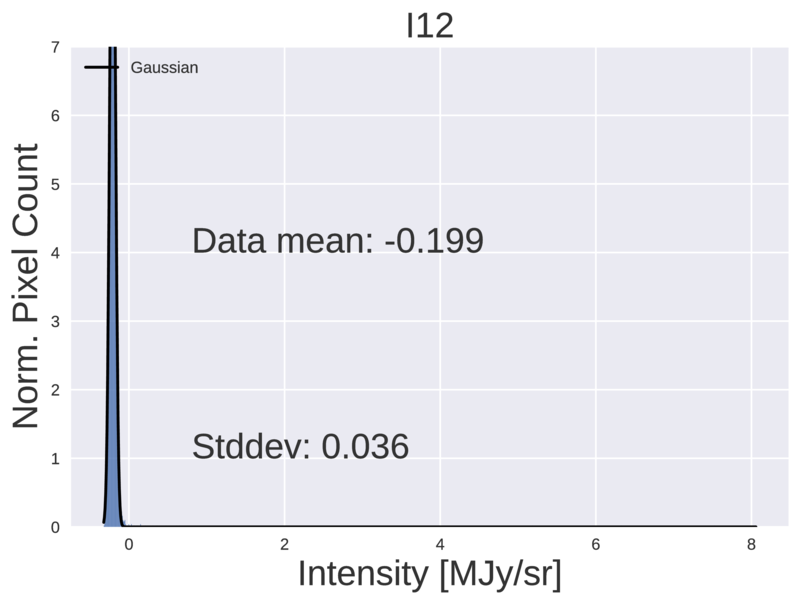 I12
7
Gaussian
6
5
Data mean: -0.199
4
3
2
Stddev: 0.036
1
0
0 2 4 6 8
Norm. Pixel Count
Intensity [MJy/sr]